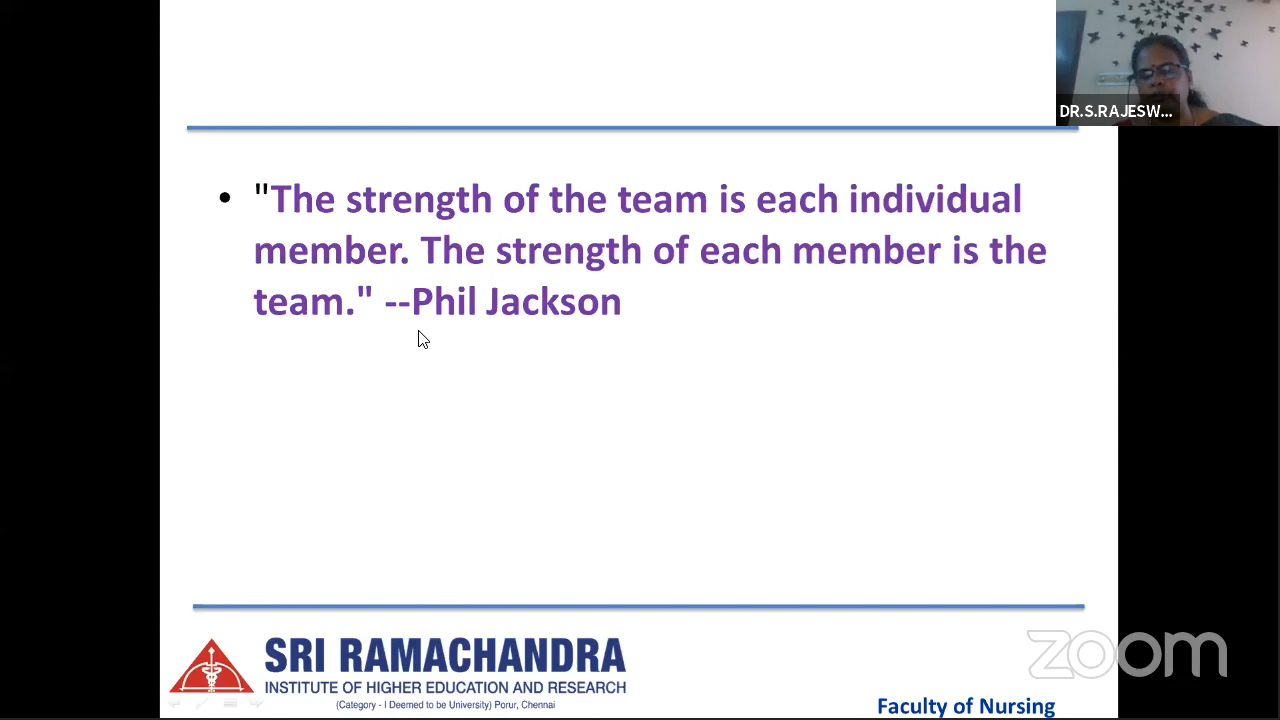 DR.S.RAJESW...
• "The strength of the team is each individual
member. The strength of each member is the
team." --Phil Jackson
SRI RAMACHANDRA
INSTITUTE OF HIGHER EDUCATION AND RESEARCH
(Category - I Deemed to be University) Porur, Chennai
zoom
Faculty of Nursing